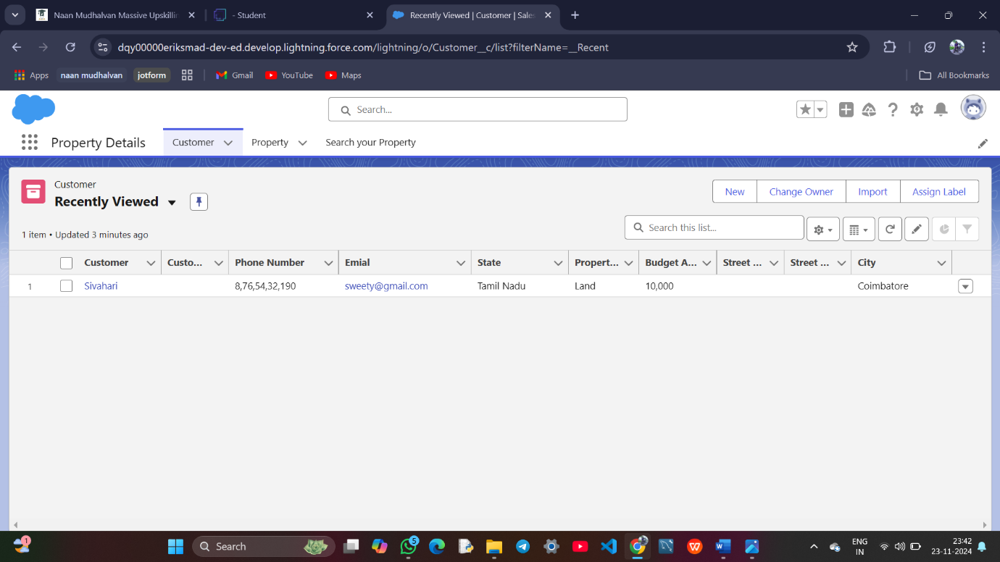 Naan Mudhalvan Massive Upskillin
- Student
Recently Viewed | Customer | Sales
dqy00000eriksmad-dev-ed.develop.lightning.force.com/lightning/o/Customer__c/list?filterName=__Recent
Apps
naan mudhalvan
jotform
Gmail
YouTube
Maps
All Bookmarks
Search...
Property Details
Customer
Property
Search your Property
Customer
Recently Viewed
New
Change Owner
Import
Assign Label
1 item • Updated 3 minutes ago
Search this list...
Customer
Custo...
Phone Number
Emial
State
Propert...
Budget A...
Street ...
Street ...
City
1
Sivahari
8,76,54,32,190
sweety@gmail.com
Tamil Nadu
Land
10,000
Coimbatore
1
Search
5
ENG
IN
23:42
23-11-2024